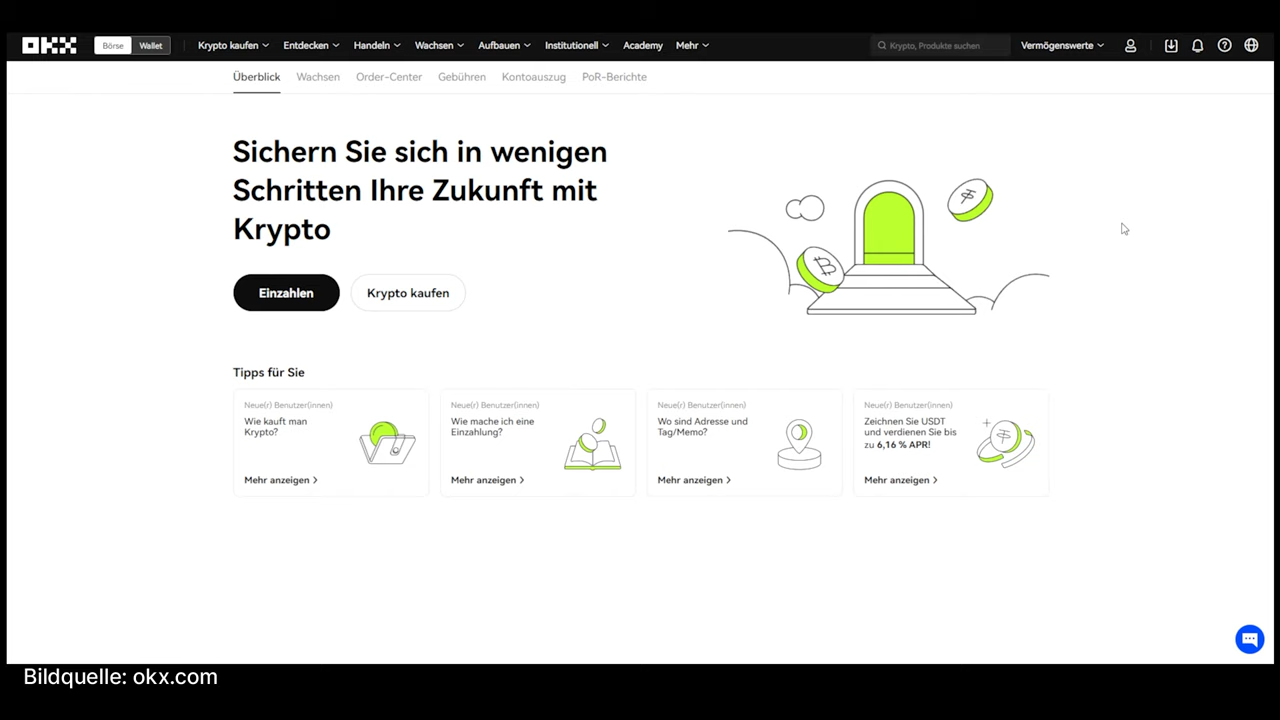 OKX
Börse Wallet Krypto kaufen Entdecken Handeln Wachsen Aufbauen Institutionell Academy Mehr Krypto, Produkte suchen Vermögenswerte
Überblick Wachsen Order-Center Gebühren Kontoauszug PoR-Berichte
Sichern Sie sich in wenigen
Schritten Ihre Zukunft mit
Krypto
Einzahlen Krypto kaufen
Tipps für Sie
Neue(r) Benutzer(innen)
Wie kauft man
Krypto?
Mehr anzeigen
Neue(r) Benutzer(innen)
Wie mache ich eine
Einzahlung?
Mehr anzeigen
Neue(r) Benutzer(innen)
Wo sind Adresse und
Tag/Memo?
Mehr anzeigen
Neue(r) Benutzer(innen)
Zeichnen Sie USDT
und verdienen Sie bis
zu 6,16 % APR!
Mehr anzeigen
Bildquelle: okx.com